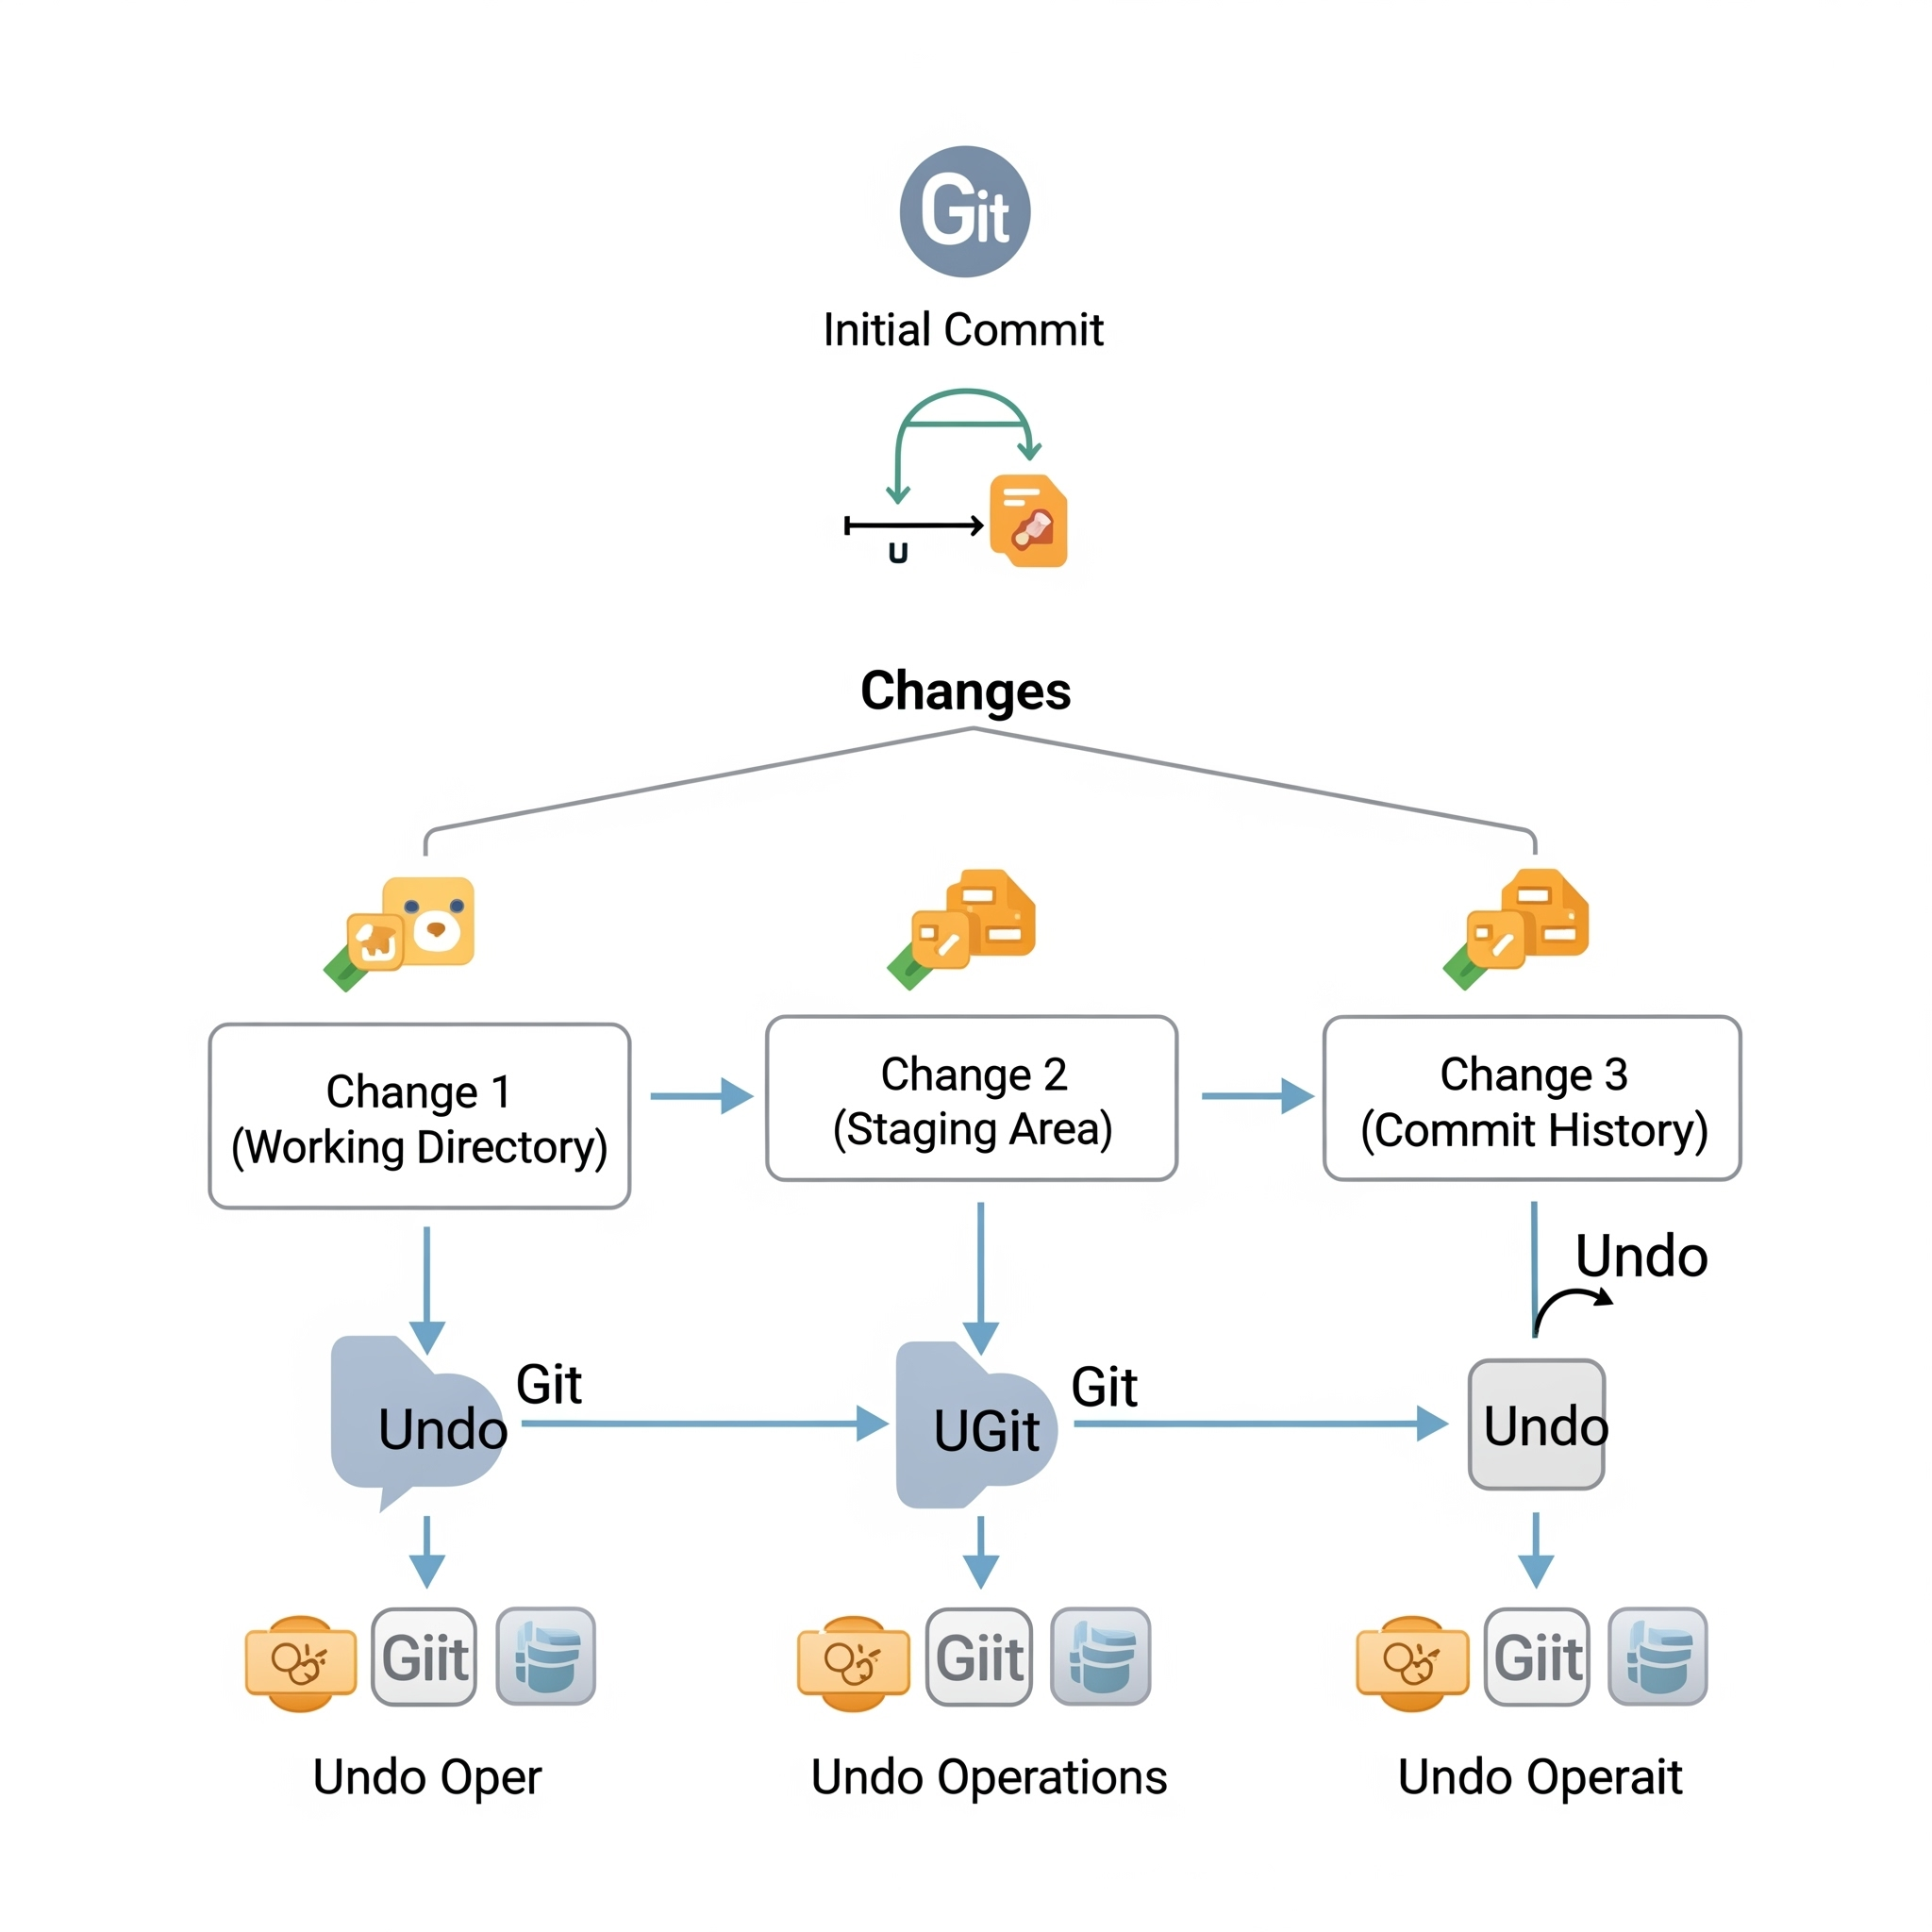 Git
Initial Commit
U
Changes
Change 1
(Working Directory)
Change 2
(Staging Area)
Change 3
(Commit History)
Undo
Undo
Git
UGit
Git
Undo
Giit
Giit
Giit
Undo Oper
Undo Operations
Undo Operait